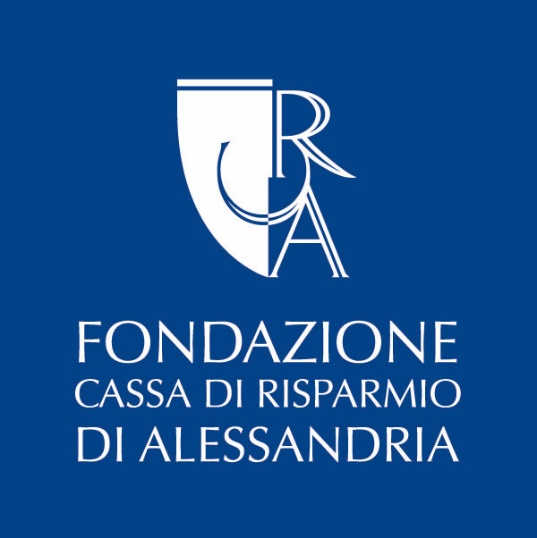 CRA
FONDAZIONE
CASSA DI RISPARMIO
DI ALESSANDRIA